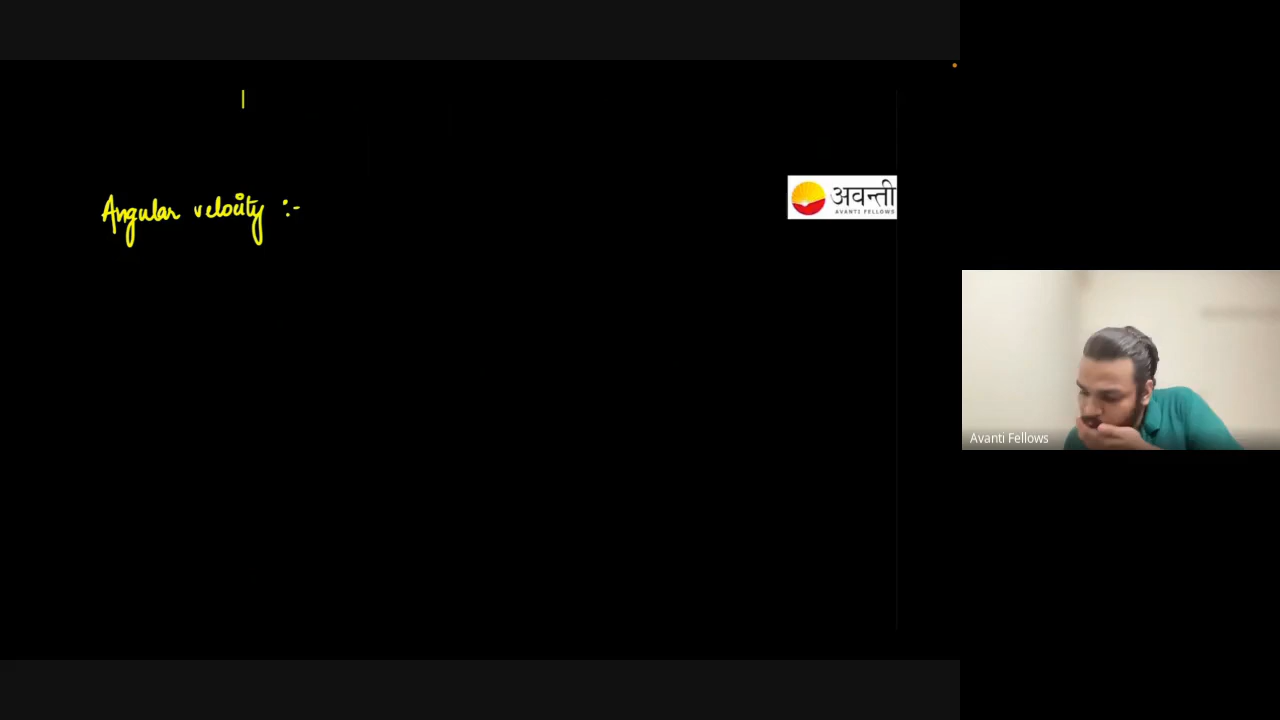 Angular velocity :-
अवन्ती
AVANTI FELLOWS
Avanti Fellows